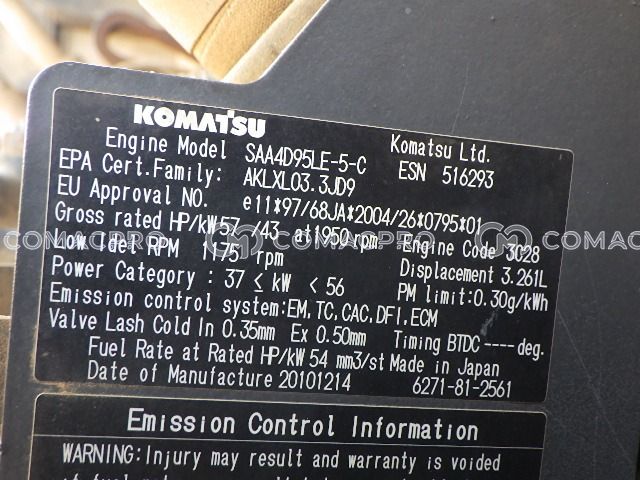 KOMATSU
Komatsu Ltd.
Engine Model SAA4D95LE-5-C ESN 516293
EPA Cert.Family: AKLXL03.3JD9
EU Approval NO. e11*97/68JA*2004/26*0795*01
Gross rated HP/kW 57 /43 at 1950 rpm Engine Code 3028
Low Idel RPM 1175 rpm Displacement 3.261L
Power Category : 37 ≤ kW < 56 PM limit:0.30g/kWh
Emission control system:EM,TC,CAC,DFI,ECM
Valve Lash Cold In 0.35mm Ex 0.50mm Timing BTDC ----deg.
Fuel Rate at Rated HP/kW 54 mm3/st Made in Japan
Date of Manufacture 20101214 6271-81-2561
COMACPRO COMACPRO COMACPRO
Emission Control Information
WARNING:Injury may result and warranty is voided